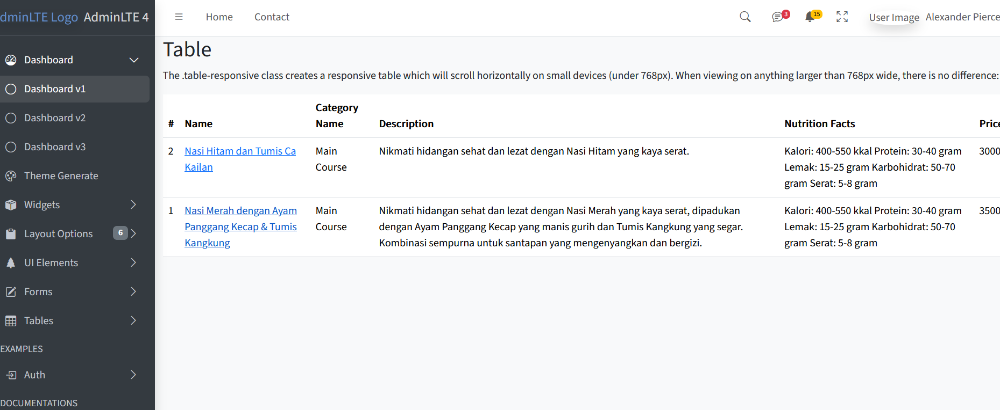 dminLTE Logo AdminLTE 4
Home
Contact
3
15
User Image
Alexander Pierce
Dashboard
Dashboard v1
Dashboard v2
Dashboard v3
Theme Generate
Widgets
Layout Options 6
UI Elements
Forms
Tables
EXAMPLES
Auth
DOCUMENTATIONS
Table
The .table-responsive class creates a responsive table which will scroll horizontally on small devices (under 768px). When viewing on anything larger than 768px wide, there is no difference:
#
Name
Category
Name
Description
Nutrition Facts
Price
2
Nasi Hitam dan Tumis Ca
Kailan
Main
Course
Nikmati hidangan sehat dan lezat dengan Nasi Hitam yang kaya serat.
Kalori: 400-550 kkal Protein: 30-40 gram
Lemak: 15-25 gram Karbohidrat: 50-70
gram Serat: 5-8 gram
3000
1
Nasi Merah dengan Ayam
Panggang Kecap & Tumis
Kangkung
Main
Course
Nikmati hidangan sehat dan lezat dengan Nasi Merah yang kaya serat, dipadukan
dengan Ayam Panggang Kecap yang manis gurih dan Tumis Kangkung yang segar.
Kombinasi sempurna untuk santapan yang mengenyangkan dan bergizi.
Kalori: 400-550 kkal Protein: 30-40 gram
Lemak: 15-25 gram Karbohidrat: 50-70
gram Serat: 5-8 gram
3500